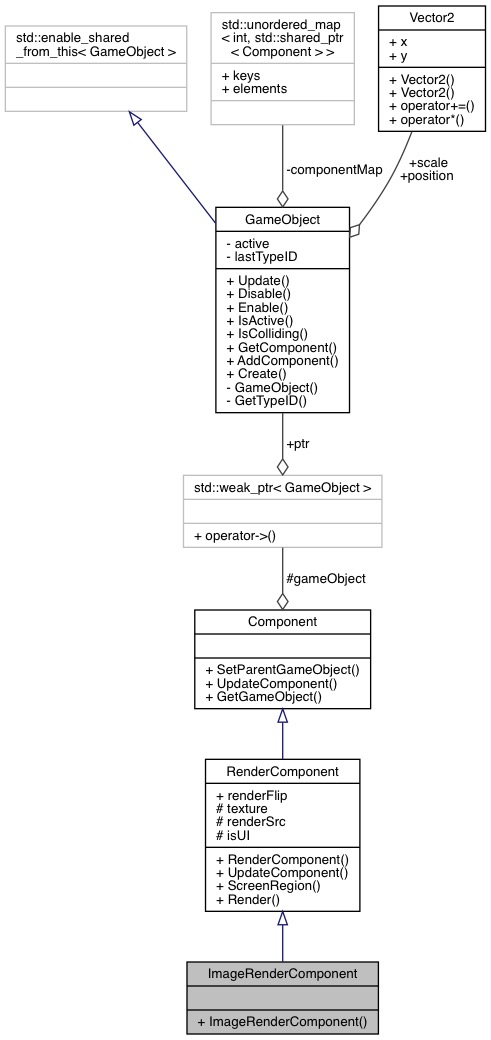 std::enable_shared
_from_this< GameObject >
std::unordered_map
< int, std::shared_ptr
< Component > >
+ keys
+ elements
Vector2
+ x
+ y
+ Vector2()
+ Vector2()
+ operator+=()
+ operator*()
-componentMap
+scale
+position
GameObject
- active
- lastTypeID
+ Update()
+ Disable()
+ Enable()
+ IsActive()
+ IsColliding()
+ GetComponent()
+ AddComponent()
+ Create()
- GameObject()
- GetTypeID()
+ptr
std::weak_ptr< GameObject >
+ operator->()
#gameObject
Component
+ SetParentGameObject()
+ UpdateComponent()
+ GetGameObject()
RenderComponent
+ renderFlip
# texture
# renderSrc
# isUI
+ RenderComponent()
+ UpdateComponent()
+ ScreenRegion()
+ Render()
ImageRenderComponent
+ ImageRenderComponent()